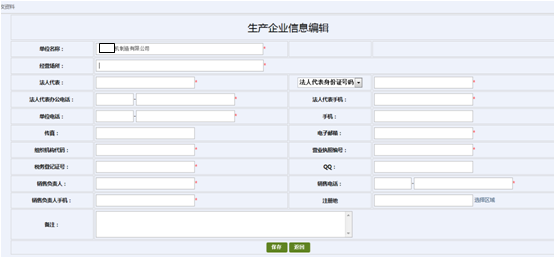 资料
生产企业信息编辑
单位名称： 机制造有限公司 *
经营场所： *
法人代表： * 法人代表身份证号码 *
法人代表办公电话： - * 法人代表手机： *
单位电话： - * 手机：
传真： 电子邮箱： *
组织机构代码： * 营业执照编号： *
税务登记证号： * QQ：
销售负责人： * 销售电话： - *
销售负责人手机： * 注册地 选择区域
备注：
保存 返回